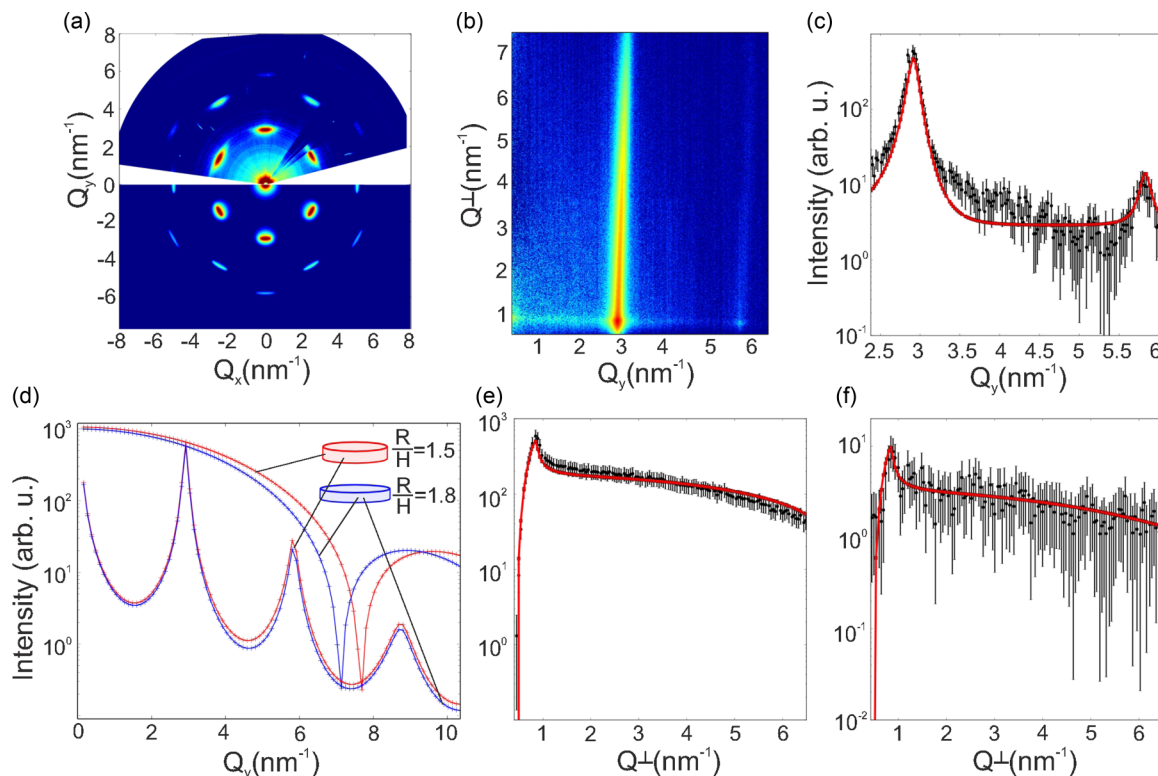 (a)
8
6
4
2
0
-2
-4
-6
Q_y(nm⁻¹)
-8 -6 -4 -2 0 2 4 6 8
Q_x(nm⁻¹)
(b)
7
6
5
4
3
2
1
Q⊥(nm⁻¹)
1 2 3 4 5 6
Q_y(nm⁻¹)
(c)
10²
10¹
10⁰
10⁻¹
Intensity (arb. u.)
2.5 3 3.5 4 4.5 5 5.5 6
Q_y(nm⁻¹)
(d)
10³
10²
10¹
10⁰
Intensity (arb. u.)
R/H=1.5
R/H=1.8
0 2 4 6 8 10
Q_y(nm⁻¹)
(e)
10³
10²
10¹
10⁰
1 2 3 4 5 6
Q⊥(nm⁻¹)
(f)
10¹
10⁰
10⁻¹
10⁻²
1 2 3 4 5 6
Q⊥(nm⁻¹)